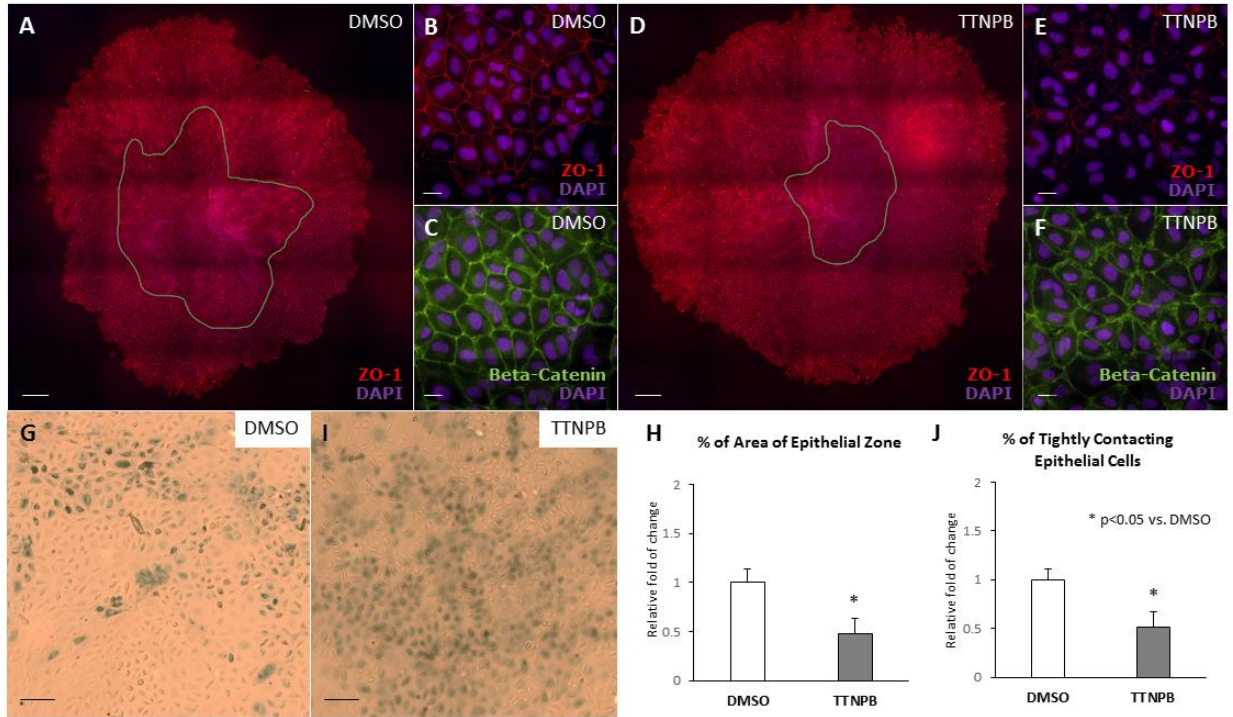 A
DMSO
ZO-1
DAPI
B
DMSO
ZO-1
DAPI
C
DMSO
Beta-Catenin
DAPI
D
TTNPB
ZO-1
DAPI
E
TTNPB
ZO-1
DAPI
F
TTNPB
Beta-Catenin
DAPI
G
DMSO
I
TTNPB
H
% of Area of Epithelial Zone
Relative fold of change
2
1.5
1
0.5
0
*
DMSO
TTNPB
J
% of Tightly Contacting
Epithelial Cells
Relative fold of change
2
1.5
1
0.5
0
* p<0.05 vs. DMSO
*
DMSO
TTNPB